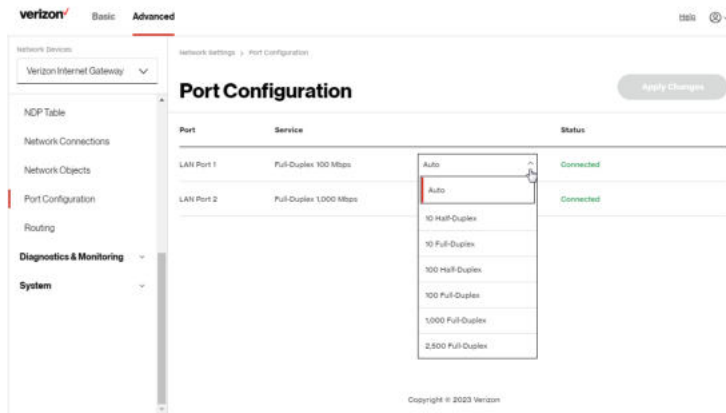 verizon✓ Basic Advanced Help
Network Devices
Verizon Internet Gateway
NDP Table
Network Connections
Network Objects
Port Configuration
Routing
Diagnostics & Monitoring
System
Network Settings > Port Configuration
Port Configuration
Apply Changes
Port Service Status
LAN Port 1 Full-Duplex 100 Mbps Auto Connected
LAN Port 2 Full-Duplex 1,000 Mbps Connected
Auto
10 Half-Duplex
10 Full-Duplex
100 Half-Duplex
100 Full-Duplex
1,000 Full-Duplex
2,500 Full-Duplex
Copyright © 2023 Verizon